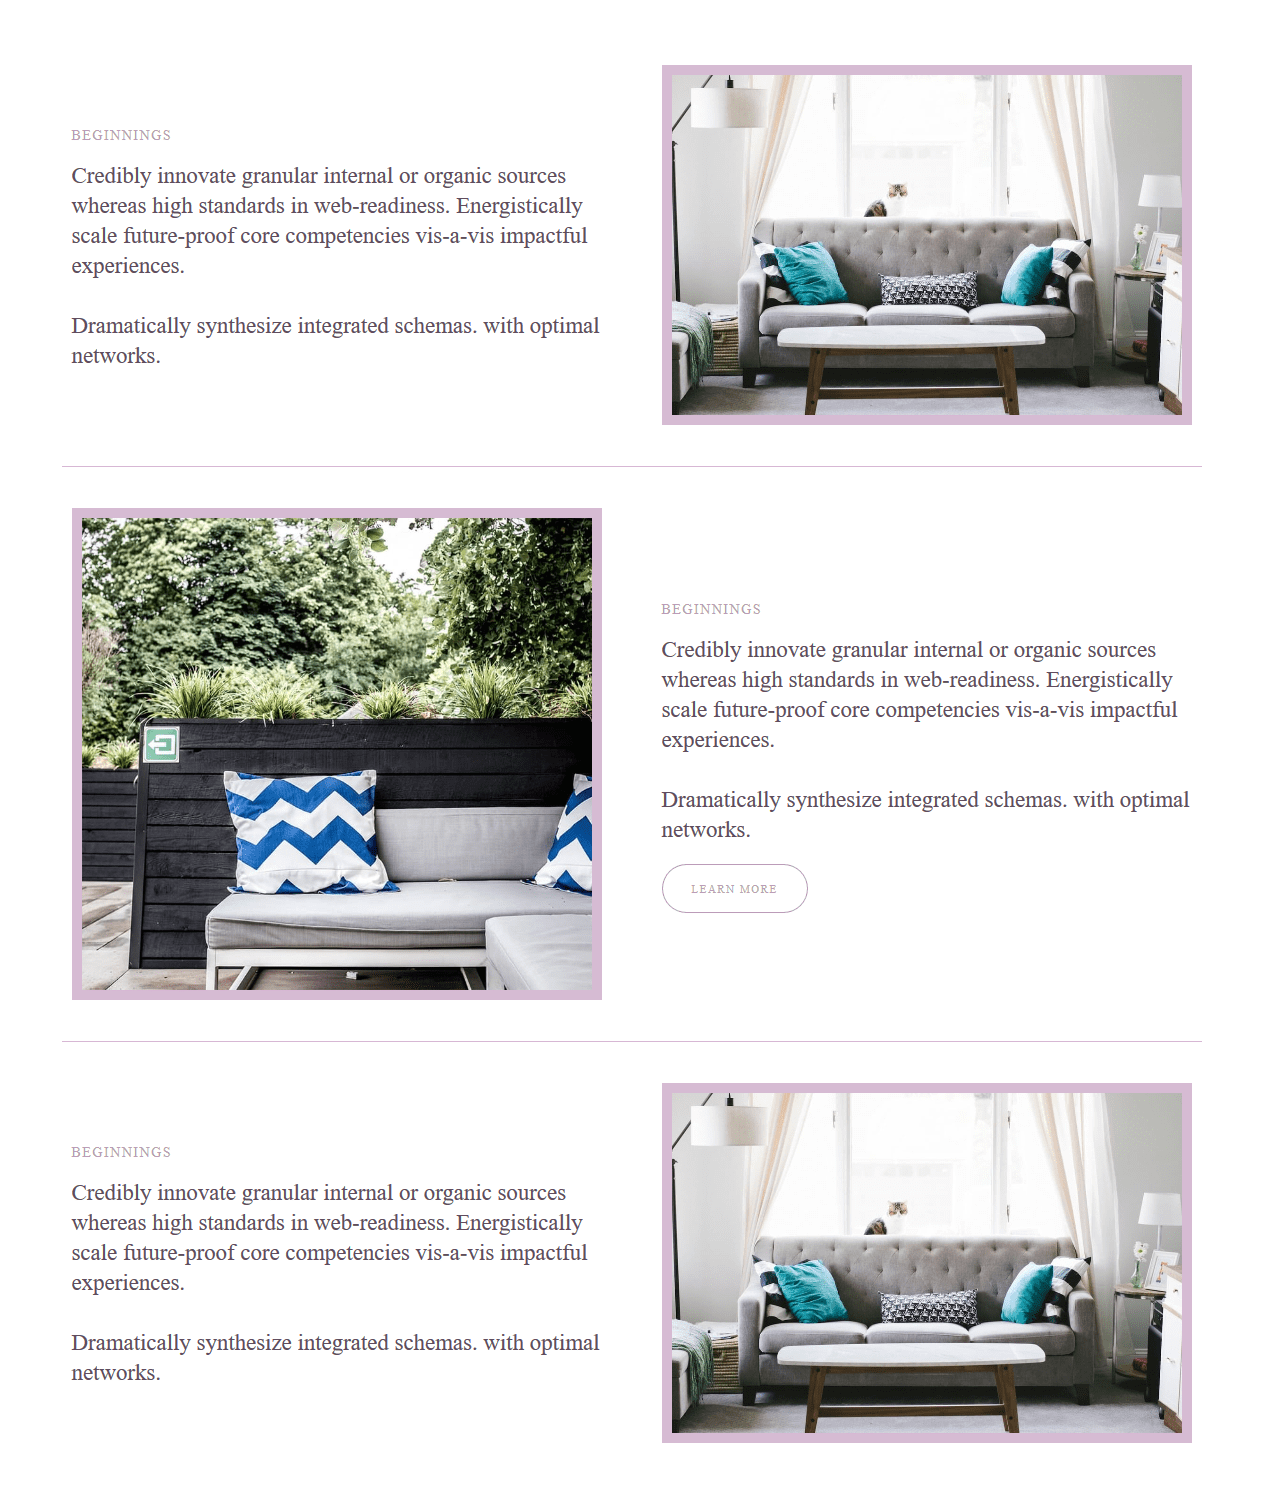 BEGINNINGS
Credibly innovate granular internal or organic sources
whereas high standards in web-readiness. Energistically
scale future-proof core competencies vis-a-vis impactful
experiences.
Dramatically synthesize integrated schemas. with optimal
networks.
BEGINNINGS
Credibly innovate granular internal or organic sources
whereas high standards in web-readiness. Energistically
scale future-proof core competencies vis-a-vis impactful
experiences.
Dramatically synthesize integrated schemas. with optimal
networks.
LEARN MORE
BEGINNINGS
Credibly innovate granular internal or organic sources
whereas high standards in web-readiness. Energistically
scale future-proof core competencies vis-a-vis impactful
experiences.
Dramatically synthesize integrated schemas. with optimal
networks.